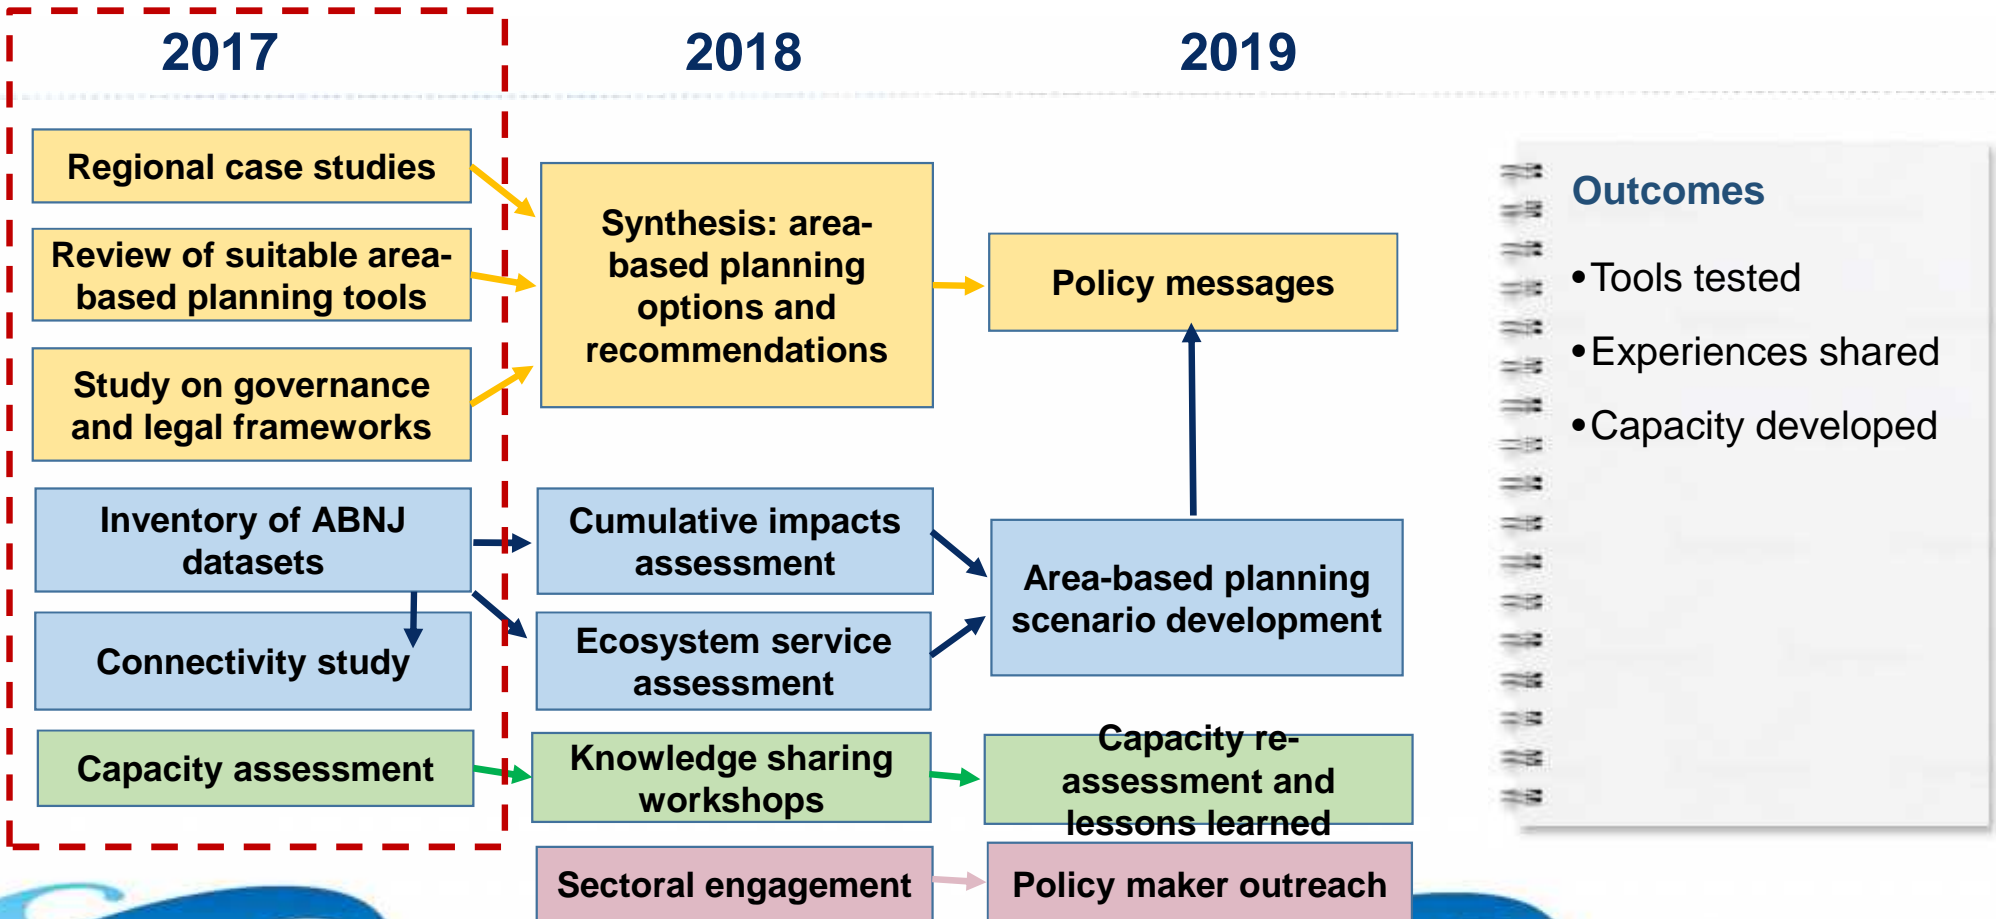 2017
2018
2019
Regional case studies
Review of suitable area-
based planning tools
Study on governance
and legal frameworks
Inventory of ABNJ
datasets
Connectivity study
Capacity assessment
Synthesis: area-
based planning
options and
recommendations
Cumulative impacts
assessment
Ecosystem service
assessment
Knowledge sharing
workshops
Sectoral engagement
Policy messages
Area-based planning
scenario development
Capacity re-
assessment and
lessons learned
Policy maker outreach
Outcomes
•Tools tested
•Experiences shared
•Capacity developed